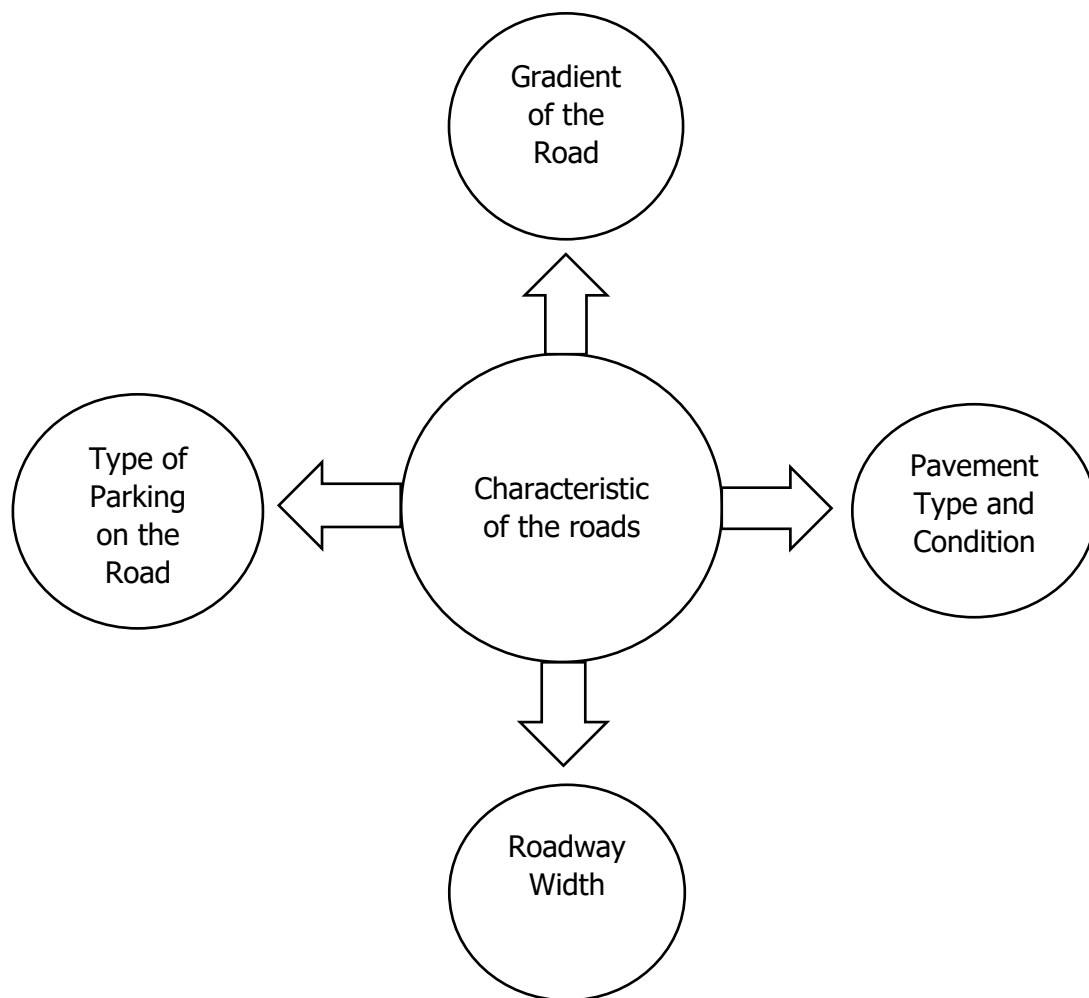 Gradient
of the
Road
Type of
Parking
on the
Road
Characteristic
of the roads
Pavement
Type and
Condition
Roadway
Width